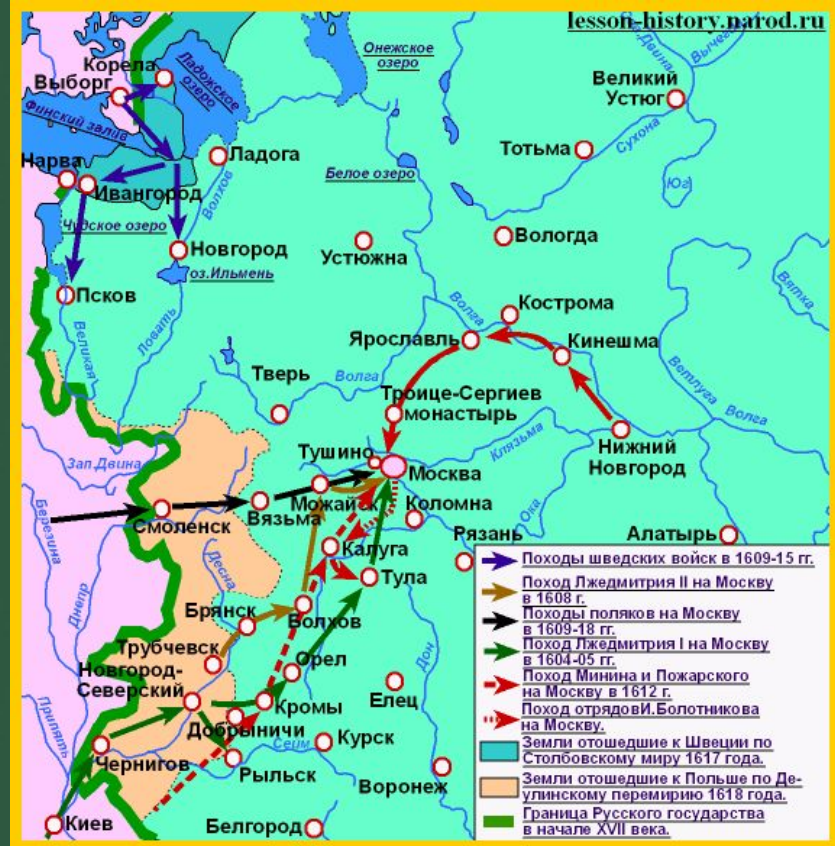 lesson-history.narod.ru
Онежское
озеро
Корела
Выборг
Ладожское
озеро
Финский залив
Вычегда
Великий
Устюг
Тотьма
Сухона
Юг
Ладога
Белое озеро
Нарва
Ивангород
Волхов
Чудское озеро
Новгород
оз.Ильмень
Устюжна
Вологда
Псков
Великая
Ловать
Волга
Кострома
Вятка
Ярославль
Кинешма
Ветлуга
Волга
Тверь
Волга
Троице-Сергиев
монастырь
Нижний
Новгород
Клязьма
Зап.Двина
Тушино
Москва
Смоленск
Вязьма
Можайск
Коломна
Ока
Рязань
Алатырь
Березина
Днепр
Десна
Калуга
Тула
Брянск
Волхов
Трубчевск
Новгород-
Северский
Орел
Дон
Елец
Кромы
Добрыничи
Припять
Чернигов
Сейм
Курск
Рыльск
Воронеж
Киев
Белгород
Походы шведских войск в 1609-15 гг.
Поход Лжедмитрия II на Москву
в 1608 г.
Походы поляков на Москву
в 1609-18 гг.
Поход Лжедмитрия I на Москву
в 1604-05 гг.
Поход Минина и Пожарского
на Москву в 1612 г.
Поход отрядовИ.Болотникова
на Москву.
Земли отошедшие к Швеции по
Столбовскому миру 1617 года.
Земли отошедшие к Польше по Де-
улинскому перемирию 1618 года.
Граница Русского государства
в начале XVII века.